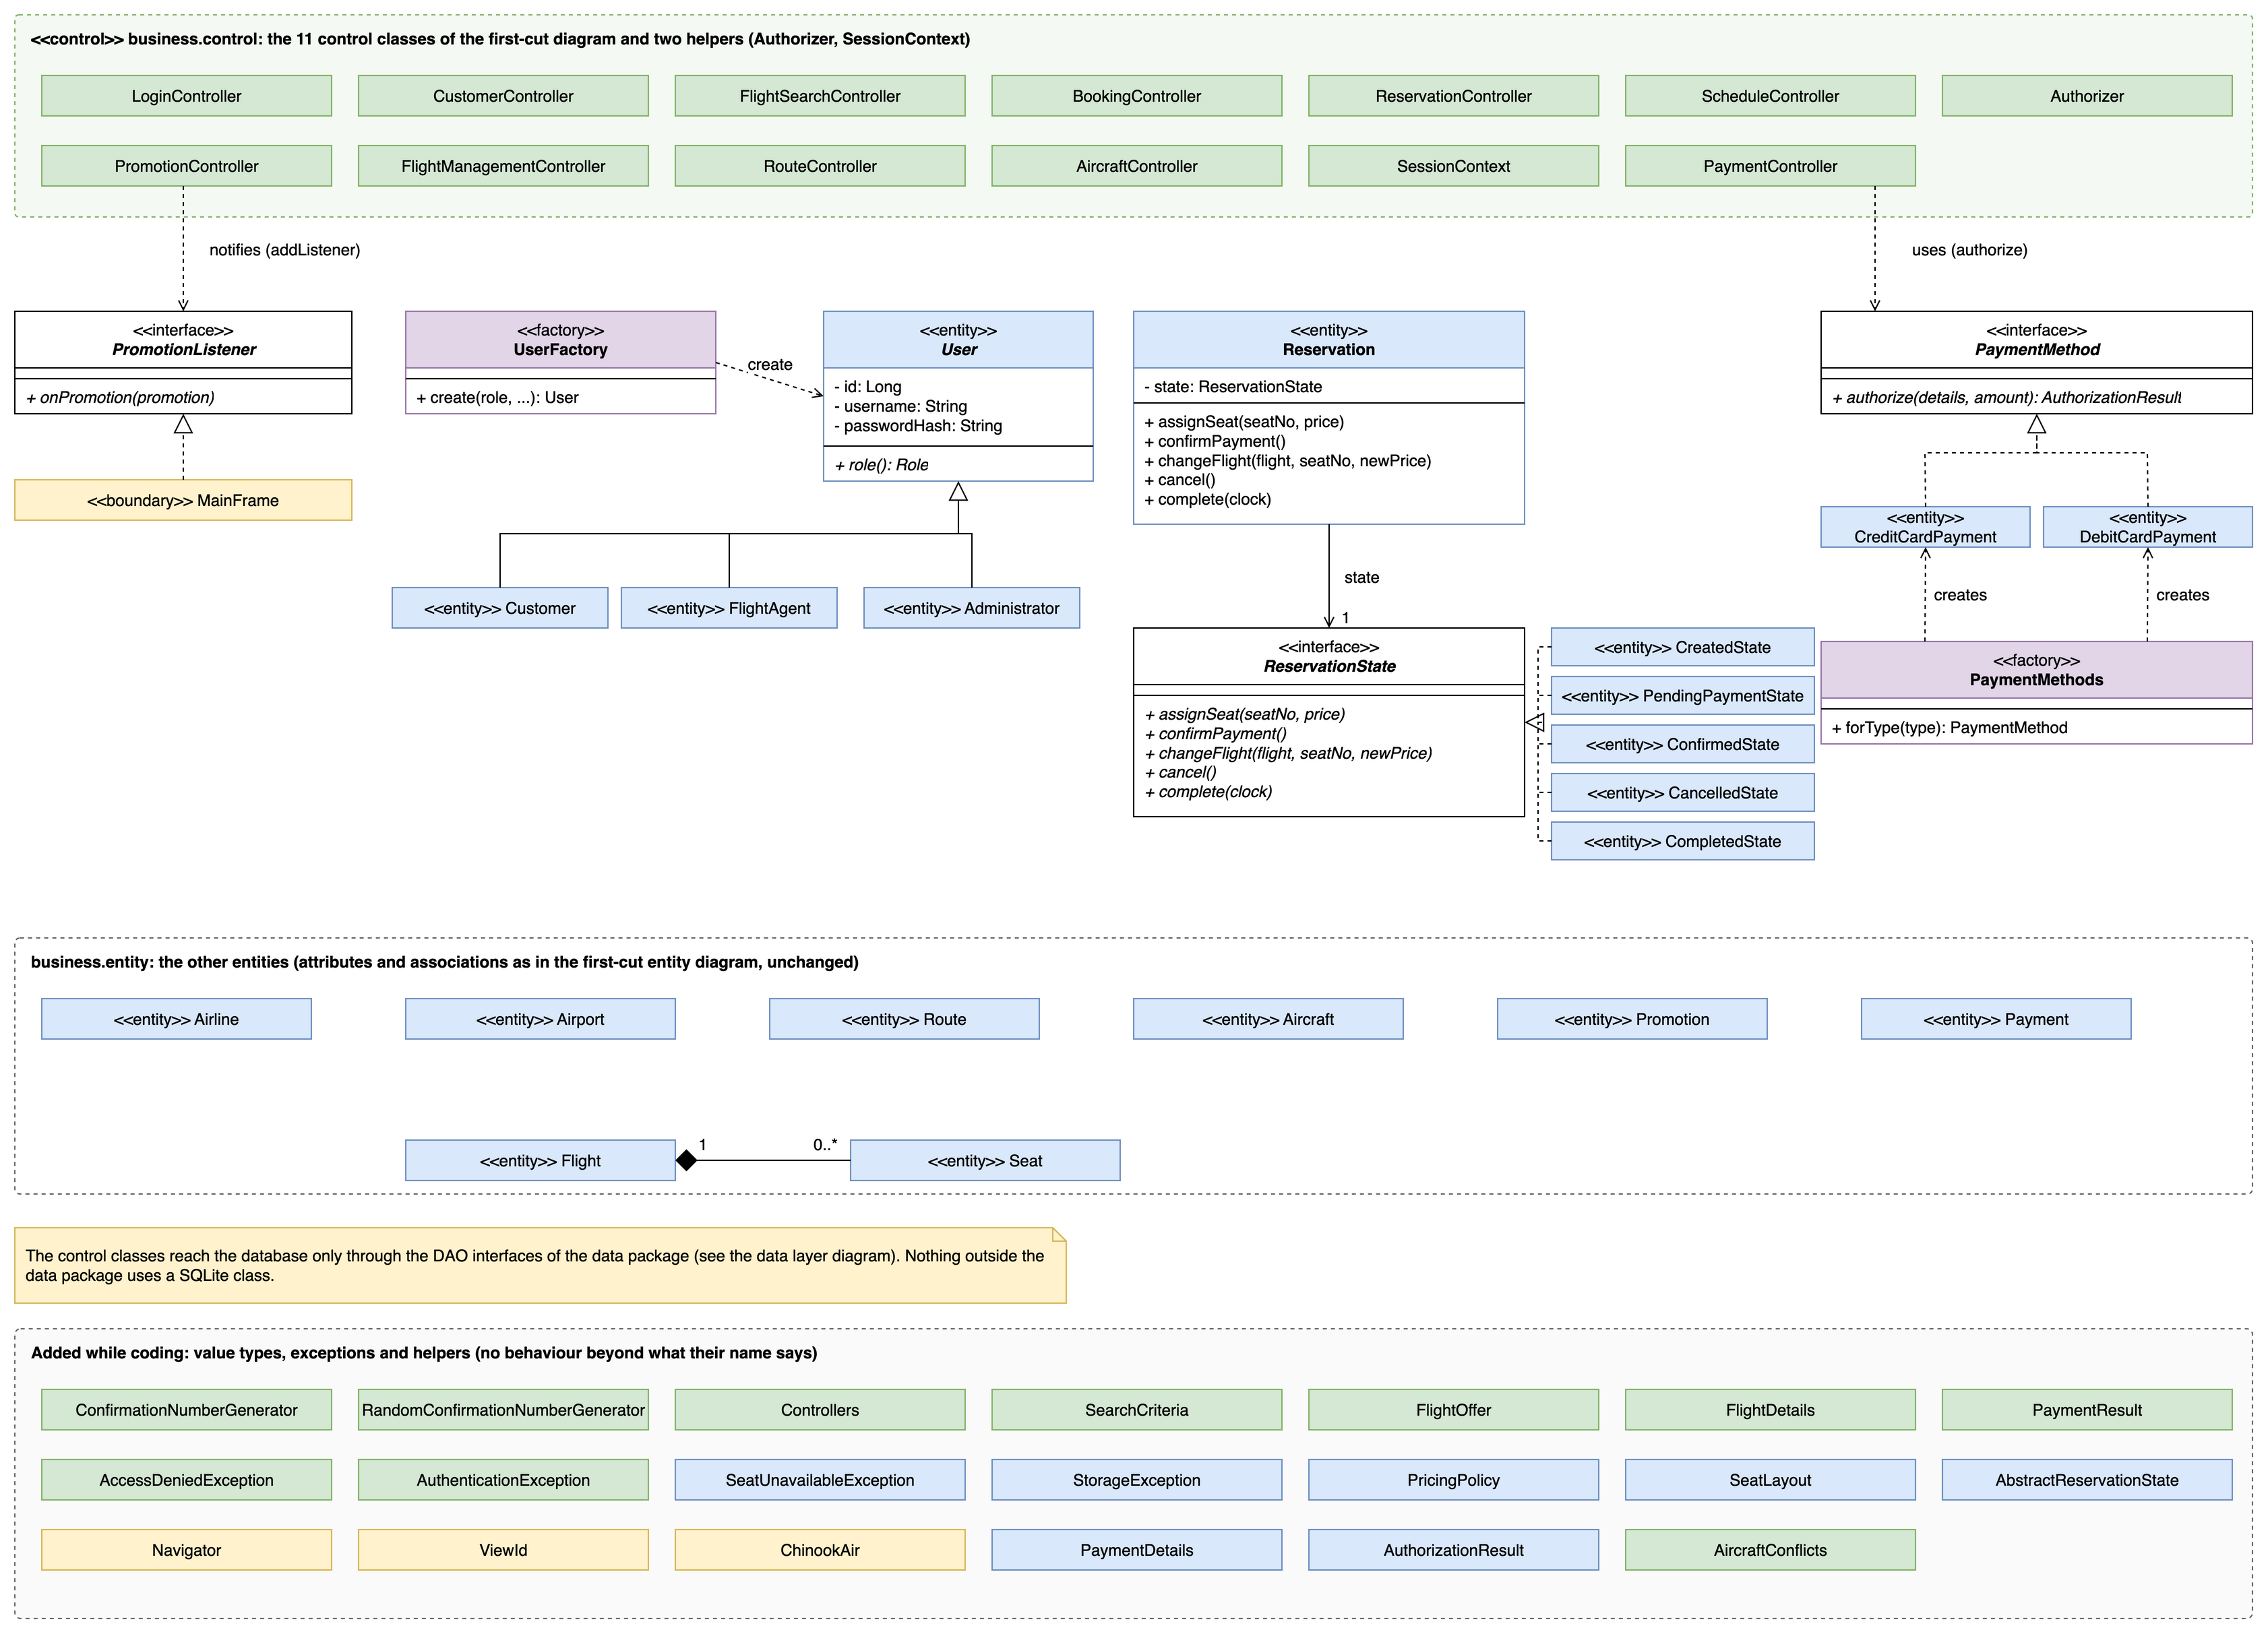 <<control>> business.control: the 11 control classes of the first-cut diagram and two helpers (Authorizer, SessionContext)
LoginController
CustomerController
FlightSearchController
BookingController
ReservationController
ScheduleController
Authorizer
PromotionController
FlightManagementController
RouteController
AircraftController
SessionContext
PaymentController
notifies (addListener)
uses (authorize)
<<interface>>
PromotionListener
+ onPromotion(promotion)
<<boundary>> MainFrame
<<factory>>
UserFactory
+ create(role, ...): User
create
<<entity>>
User
- id: Long
- username: String
- passwordHash: String
+ role(): Role
<<entity>> Customer
<<entity>> FlightAgent
<<entity>> Administrator
<<entity>>
Reservation
- state: ReservationState
+ assignSeat(seatNo, price)
+ confirmPayment()
+ changeFlight(flight, seatNo, newPrice)
+ cancel()
+ complete(clock)
state
1
<<interface>>
ReservationState
+ assignSeat(seatNo, price)
+ confirmPayment()
+ changeFlight(flight, seatNo, newPrice)
+ cancel()
+ complete(clock)
<<entity>> CreatedState
<<entity>> PendingPaymentState
<<entity>> ConfirmedState
<<entity>> CancelledState
<<entity>> CompletedState
<<interface>>
PaymentMethod
+ authorize(details, amount): AuthorizationResult
<<entity>>
CreditCardPayment
<<entity>>
DebitCardPayment
creates
creates
<<factory>>
PaymentMethods
+ forType(type): PaymentMethod
business.entity: the other entities (attributes and associations as in the first-cut entity diagram, unchanged)
<<entity>> Airline
<<entity>> Airport
<<entity>> Route
<<entity>> Aircraft
<<entity>> Promotion
<<entity>> Payment
<<entity>> Flight
1
0..*
<<entity>> Seat
The control classes reach the database only through the DAO interfaces of the data package (see the data layer diagram). Nothing outside the
data package uses a SQLite class.
Added while coding: value types, exceptions and helpers (no behaviour beyond what their name says)
ConfirmationNumberGenerator
RandomConfirmationNumberGenerator
Controllers
SearchCriteria
FlightOffer
FlightDetails
PaymentResult
AccessDeniedException
AuthenticationException
SeatUnavailableException
StorageException
PricingPolicy
SeatLayout
AbstractReservationState
Navigator
ViewId
ChinookAir
PaymentDetails
AuthorizationResult
AircraftConflicts